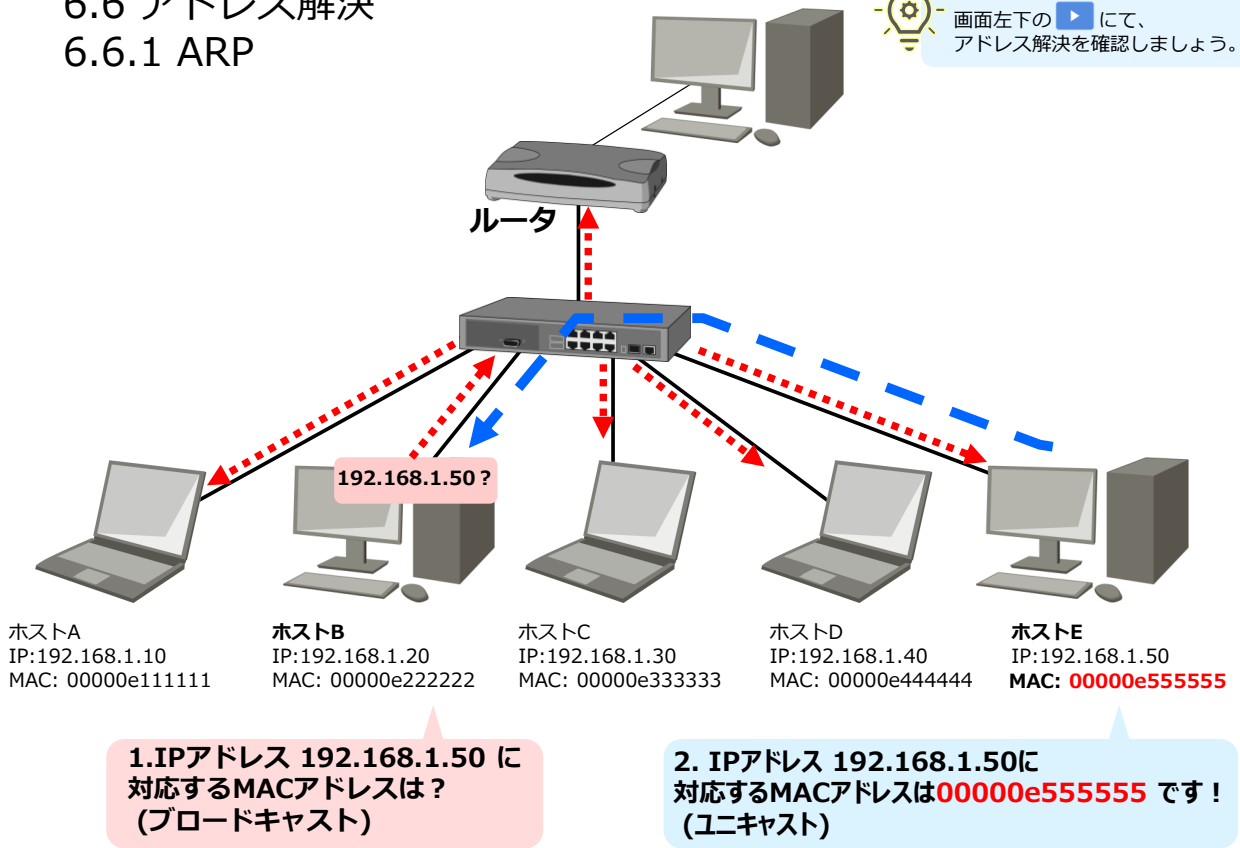 6.6 アドレス解決
6.6.1 ARP
画面左下の にて、
アドレス解決を確認しましょう。
ルータ
192.168.1.50？
ホストA
IP:192.168.1.10
MAC: 00000e111111
ホストB
IP:192.168.1.20
MAC: 00000e222222
ホストC
IP:192.168.1.30
MAC: 00000e333333
ホストD
IP:192.168.1.40
MAC: 00000e444444
ホストE
IP:192.168.1.50
MAC: 00000e555555
1.IPアドレス 192.168.1.50 に
対応するMACアドレスは？
(ブロードキャスト)
2. IPアドレス 192.168.1.50に
対応するMACアドレスは00000e555555 です！
(ユニキャスト)